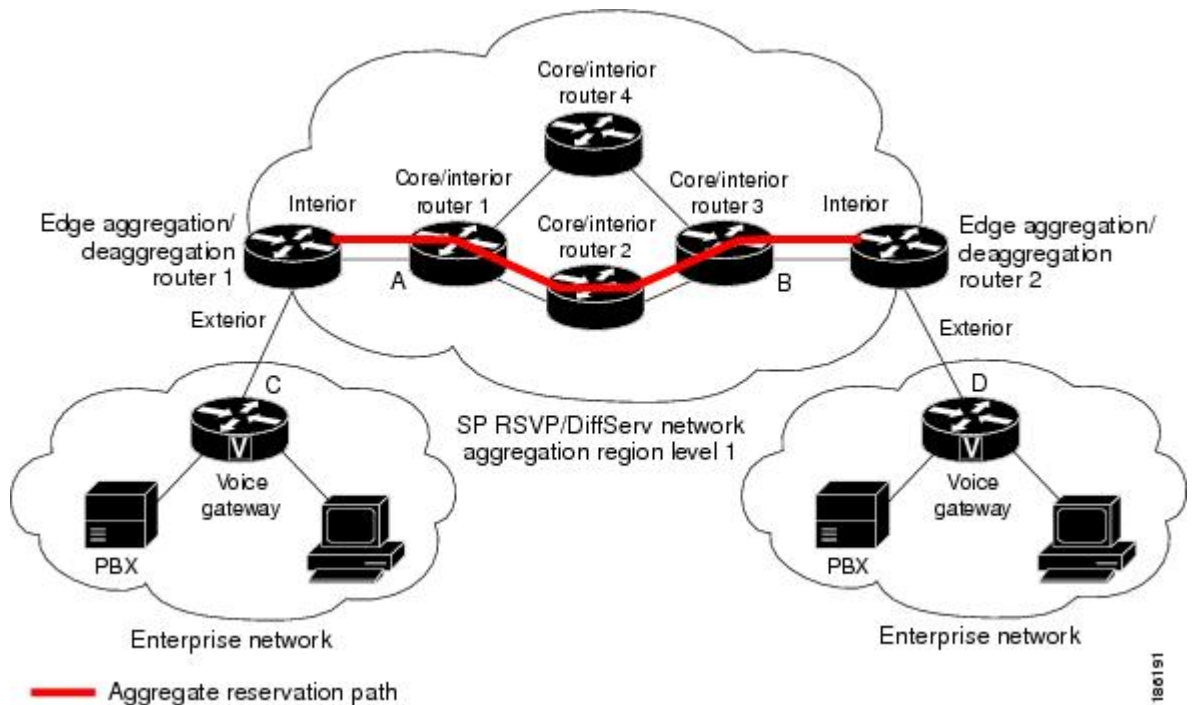 Core/interior
router 4
Core/interior
router 1
Core/interior
router 3
Interior
Interior
Core/interior
router 2
Edge aggregation/
deaggregation
router 1
Edge aggregation/
deaggregation
router 2
A
B
Exterior
Exterior
C
D
SP RSVP/DiffServ network
aggregation region level 1
V
Voice
gateway
PBX
V
Voice
gateway
PBX
Enterprise network
Enterprise network
Aggregate reservation path
186191